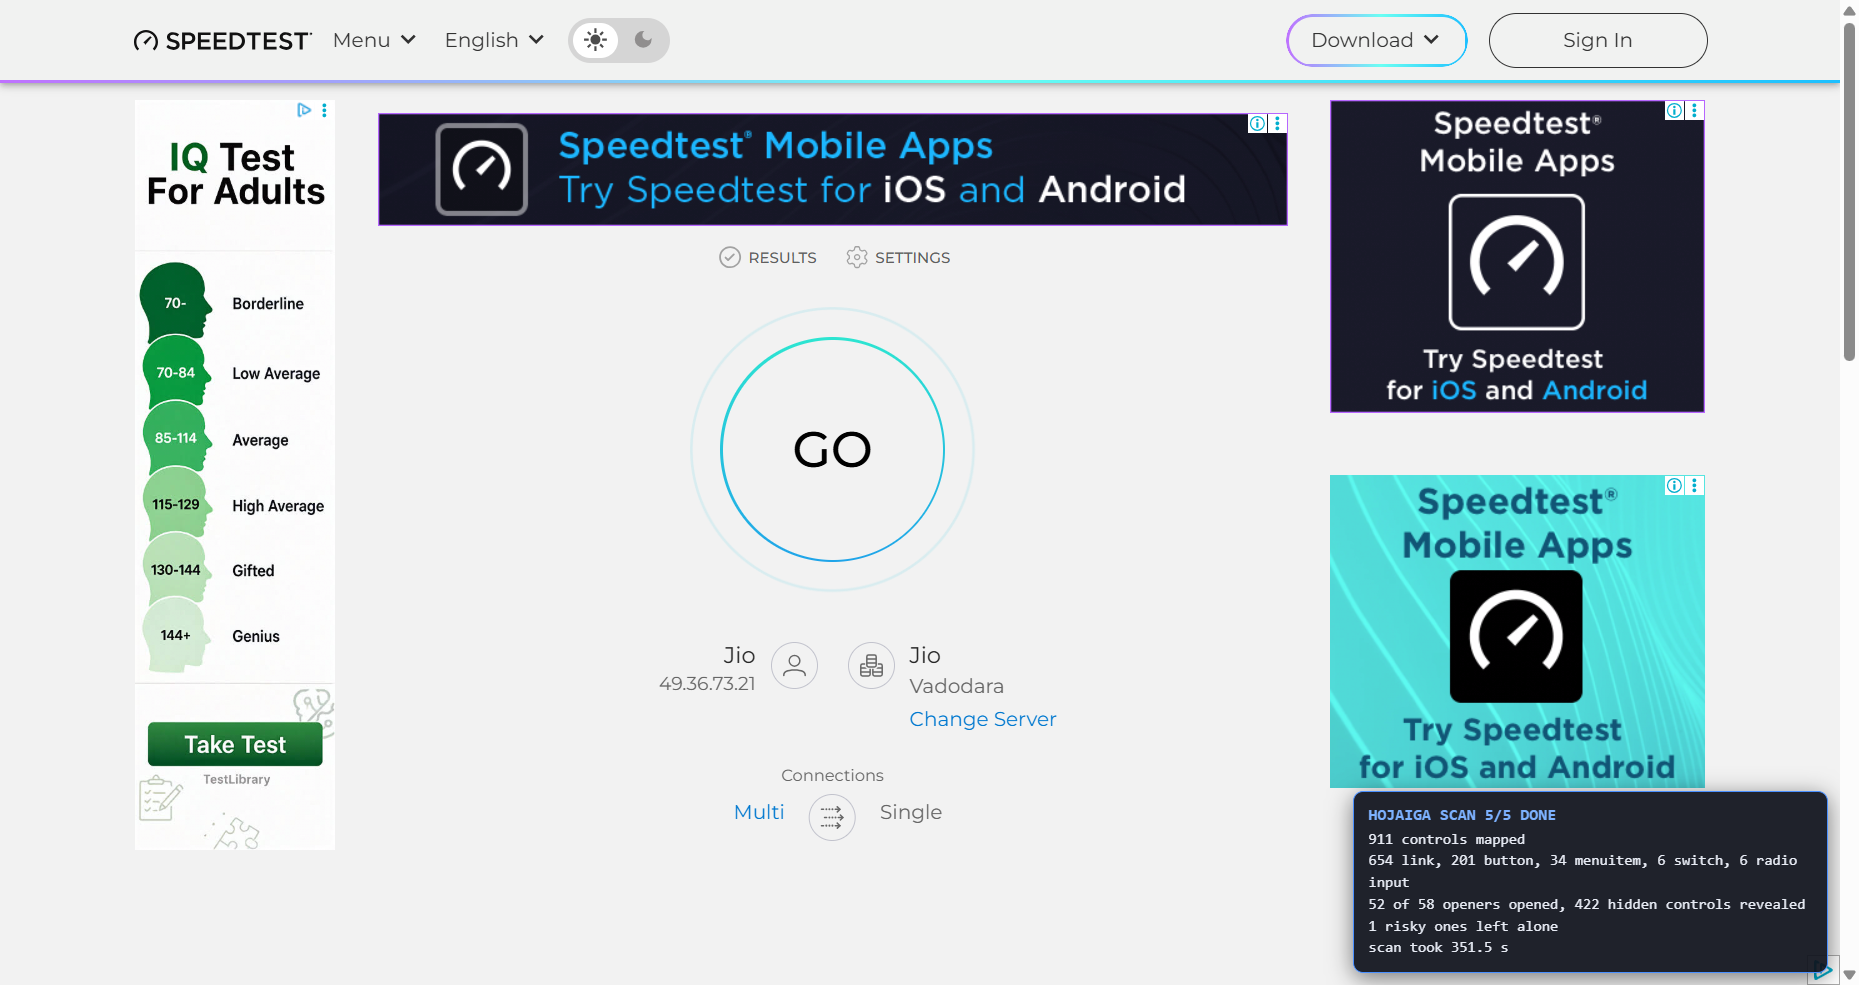 SPEEDTEST
Menu
English
Download
Sign In
IQ Test
For Adults
70-
Borderline
70-84
Low Average
85-114
Average
115-129
High Average
130-144
Gifted
144+
Genius
Take Test
TestLibrary
Speedtest® Mobile Apps
Try Speedtest for iOS and Android
RESULTS
SETTINGS
GO
Jio
49.36.73.21
Jio
Vadodara
Change Server
Connections
Multi
Single
Speedtest®
Mobile Apps
Try Speedtest
for iOS and Android
Speedtest®
Mobile Apps
Try Speedtest
for iOS and Android
HOJAIGA SCAN 5/5 DONE
911 controls mapped
654 link, 201 button, 34 menuitem, 6 switch, 6 radio
input
52 of 58 openers opened, 422 hidden controls revealed
1 risky ones left alone
scan took 351.5 s